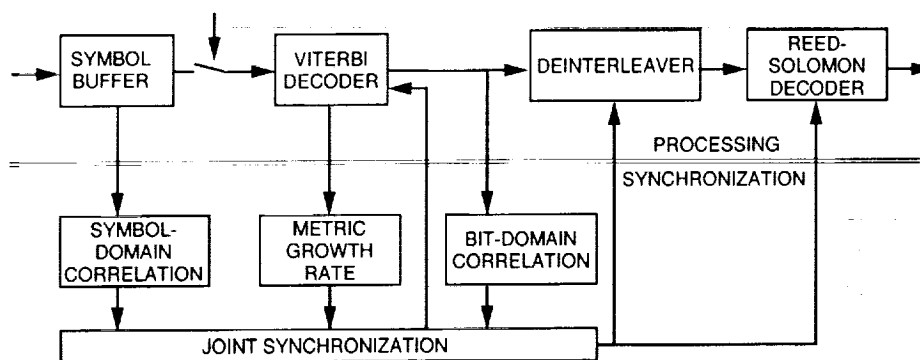 SYMBOL
BUFFER
VITERBI
DECODER
DEINTERLEAVER
REED-
SOLOMON
DECODER
PROCESSING
SYNCHRONIZATION
SYMBOL-
DOMAIN
CORRELATION
METRIC
GROWTH
RATE
BIT-DOMAIN
CORRELATION
JOINT SYNCHRONIZATION